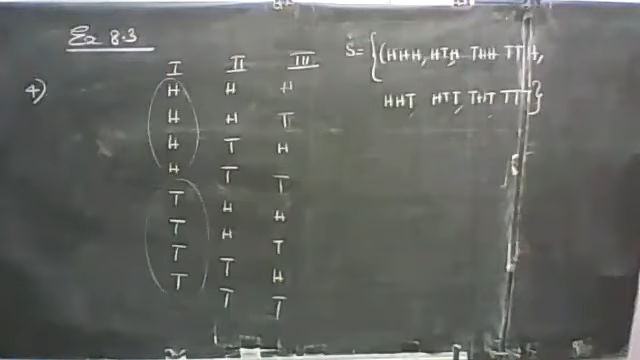 Ex 8.3
4)
I II III
H H H
H H T
H T H
H T T
T H H
T H T
T T H
T T T
S = {(HHH, HTH, THH TTH,
HHT HTT, THT, TTT}